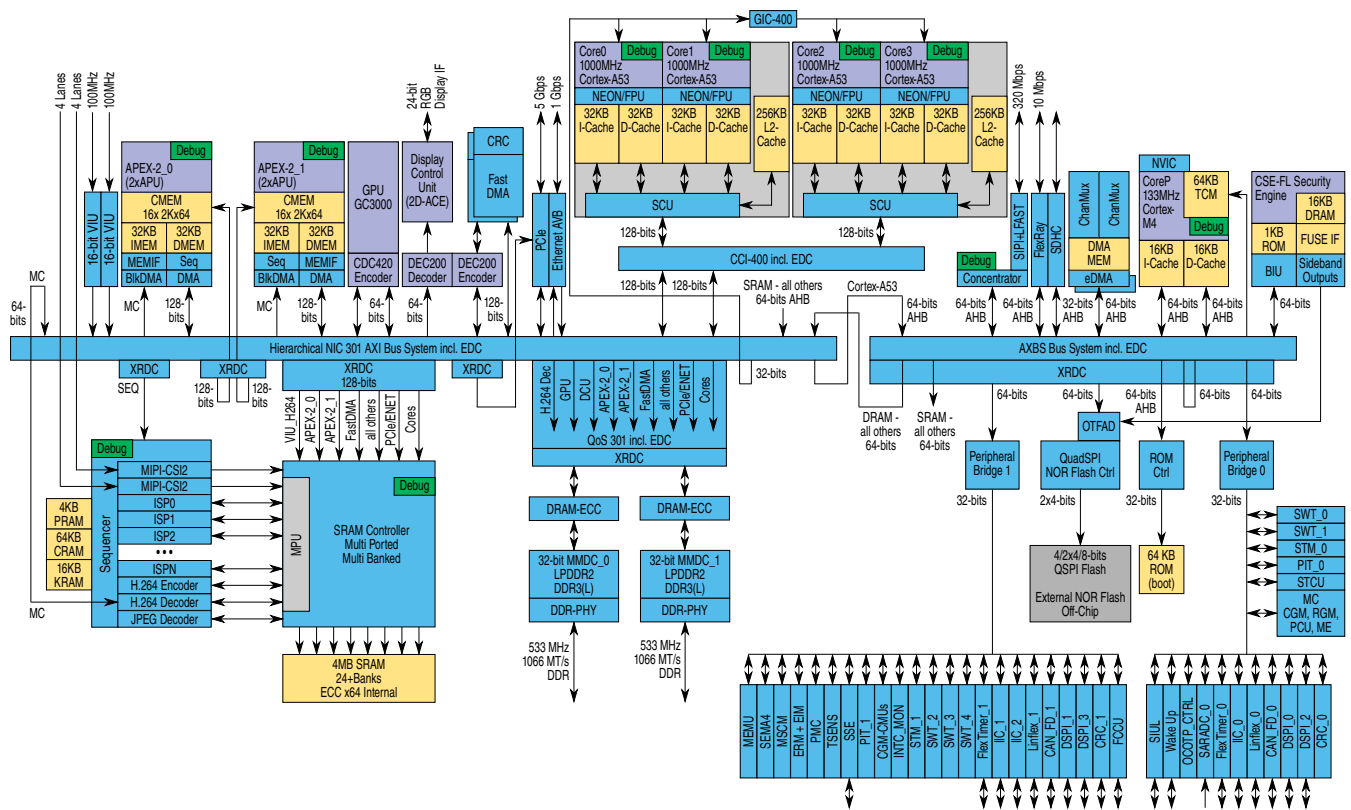 GIC-400
4 Lanes
4 Lanes
100MHz
100MHz
24-bit
RGB
Display IF
5 Gbps
1 Gbps
320 Mbps
10 Mbps
Core0
1000MHz
Cortex-A53
Debug
Core1
1000MHz
Cortex-A53
Debug
NEON/FPU
NEON/FPU
32KB
I-Cache
32KB
D-Cache
32KB
I-Cache
32KB
D-Cache
256KB
L2-
Cache
SCU
Core2
1000MHz
Cortex-A53
Debug
Core3
1000MHz
Cortex-A53
Debug
NEON/FPU
NEON/FPU
32KB
I-Cache
32KB
D-Cache
32KB
I-Cache
32KB
D-Cache
256KB
L2-
Cache
SCU
128-bits
128-bits
CCI-400 incl. EDC
128-bits
128-bits
SRAM - all others
64-bits AHB
Cortex-A53
16-bit VIU
16-bit VIU
Debug
APEX-2_0
(2xAPU)
CMEM
16x 2Kx64
32KB
IMEM
32KB
DMEM
MEMIF
Seq
BlkDMA
DMA
Debug
APEX-2_1
(2xAPU)
CMEM
16x 2Kx64
32KB
IMEM
32KB
DMEM
Seq
MEMIF
BlkDMA
DMA
GPU
GC3000
CDC420
Encoder
Display
Control
Unit
(2D-ACE)
DEC200
Decoder
CRC
Fast
DMA
DEC200
Encoder
PCIe
Ethernet AVB
Debug
Concentrator
SIPI+LFAST
FlexRay
SDHC
ChanMux
ChanMux
DMA
MEM
eDMA
NVIC
CoreP
133MHz
Cortex-
M4
64KB
TCM
Debug
16KB
I-Cache
16KB
D-Cache
CSE-FL Security
Engine
16KB
DRAM
1KB
ROM
FUSE IF
BIU
Sideband
Outputs
MC
64-
bits
MC
128-
bits
MC
128-
bits
64-
bits
64-
bits
128-
bits
64-bits
AHB
64-bits
AHB
32-bits
AHB
64-bits
AHB
64-bits
AHB
64-bits
AHB
64-bits
Hierarchical NIC 301 AXI Bus System incl. EDC
AXBS Bus System incl. EDC
XRDC
XRDC
XRDC
XRDC
128-bits
XRDC
SEQ
128-
bits
128-
bits
32-bits
VIU_H264
APEX-2_0
APEX-2_1
FastDMA
all others
PCIe/ENET
Cores
H.264 Dec
GPU
DCU
APEX-2_0
APEX-2_1
FastDMA
all others
PCIe/ENET
Cores
QoS 301 incl. EDC
XRDC
DRAM-ECC
DRAM-ECC
32-bit MMDC_0
LPDDR2
DDR3(L)
DDR-PHY
32-bit MMDC_1
LPDDR2
DDR3(L)
DDR-PHY
533 MHz
1066 MT/s
DDR
533 MHz
1066 MT/s
DDR
Debug
Sequencer
MIPI-CSI2
MIPI-CSI2
ISP0
ISP1
ISP2
•••
ISPN
H.264 Encoder
H.264 Decoder
JPEG Decoder
4KB
PRAM
64KB
CRAM
16KB
KRAM
MC
MPU
Debug
SRAM Controller
Multi Ported
Multi Banked
4MB SRAM
24+Banks
ECC x64 Internal
DRAM -
all others
64-bits
SRAM -
all others
64-bits
64-bits
64-bits
64-bits
AHB
64-bits
64-bits
Peripheral
Bridge 1
OTFAD
QuadSPI
NOR Flash Ctrl
ROM
Ctrl
Peripheral
Bridge 0
32-bits
2x4-bits
32-bits
32-bits
4/2x4/8-bits
QSPI Flash
External NOR Flash
Off-Chip
64 KB
ROM
(boot)
SWT_0
SWT_1
STM_0
PIT_0
STCU
MC
CGM, RGM,
PCU, ME
MEMU
SEMA4
MSCM
ERM + EIM
PMC
TSENS
SSE
PIT_1
CGM-CMUs
INTC_MON
STM_1
SWT_2
SWT_3
SWT_4
FlexTimer_1
IIC_1
IIC_2
Linflex_1
CAN_FD_1
DSPI_1
DSPI_3
CRC_1
FCCU
SIUL
Wake Up
OCOTP_CTRL
SARADC_0
FlexTimer_0
IIC_0
Linflex_0
CAN_FD_0
DSPI_0
DSPI_2
CRC_0